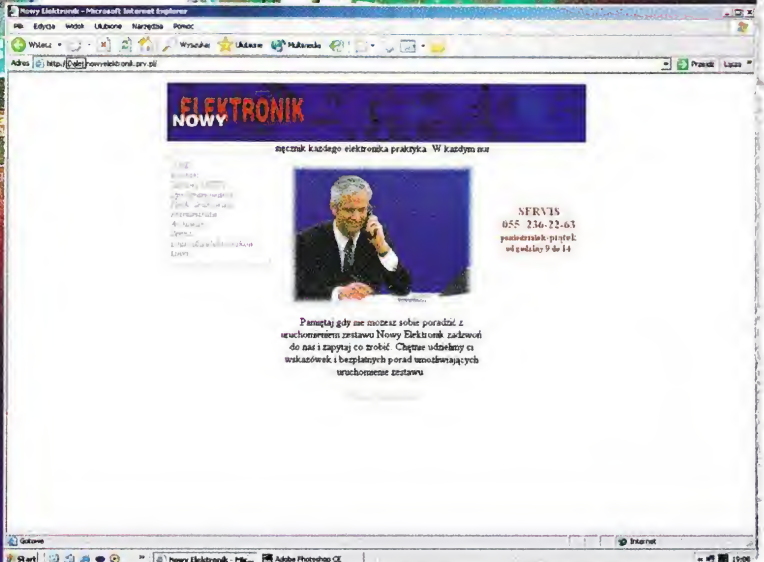 Nowy Elektronik - Microsoft Internet Explorer
Plik Edycja Widok Ulubione Narzędzia Pomoc
Wstecz Wyszukaj Ulubione Multimedia
Adres http://Dalej.nowyelektronik.prv.pl/ Przejdź Łącza
ELEKTRONIK
NOWY
sięcznik każdego elektronika praktyka. W każdym nur
SERVIS
055 236-22-63
poniedziałek-piątek
od godziny 9 do 14
Pamiętaj gdy nie możesz sobie poradzić z
uruchomieniem zestawu Nowy Elektronik zadzwoń
do nas i zapytaj co zrobić. Chętnie udzielimy ci
wskazówek i bezpłatnych porad umożliwiających
uruchomienie zestawu
Gotowe Internet
Start Nowy Elektronik - Mic... Adobe Photoshop CE 19:06